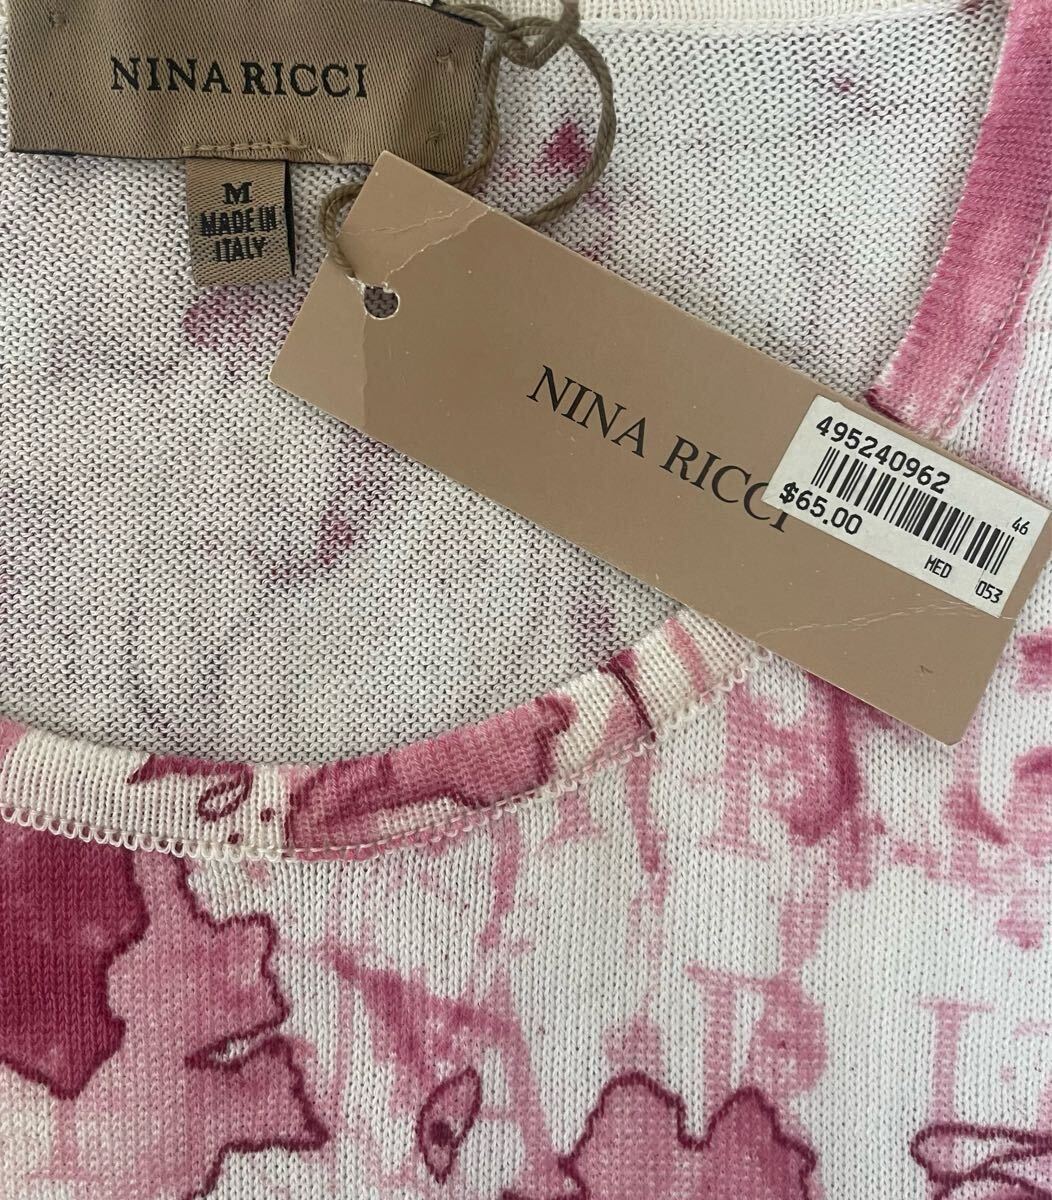 NINA RICCI
M
MADE IN
ITALY
NINA RICCI
495240962
46
$65.00
MED 053